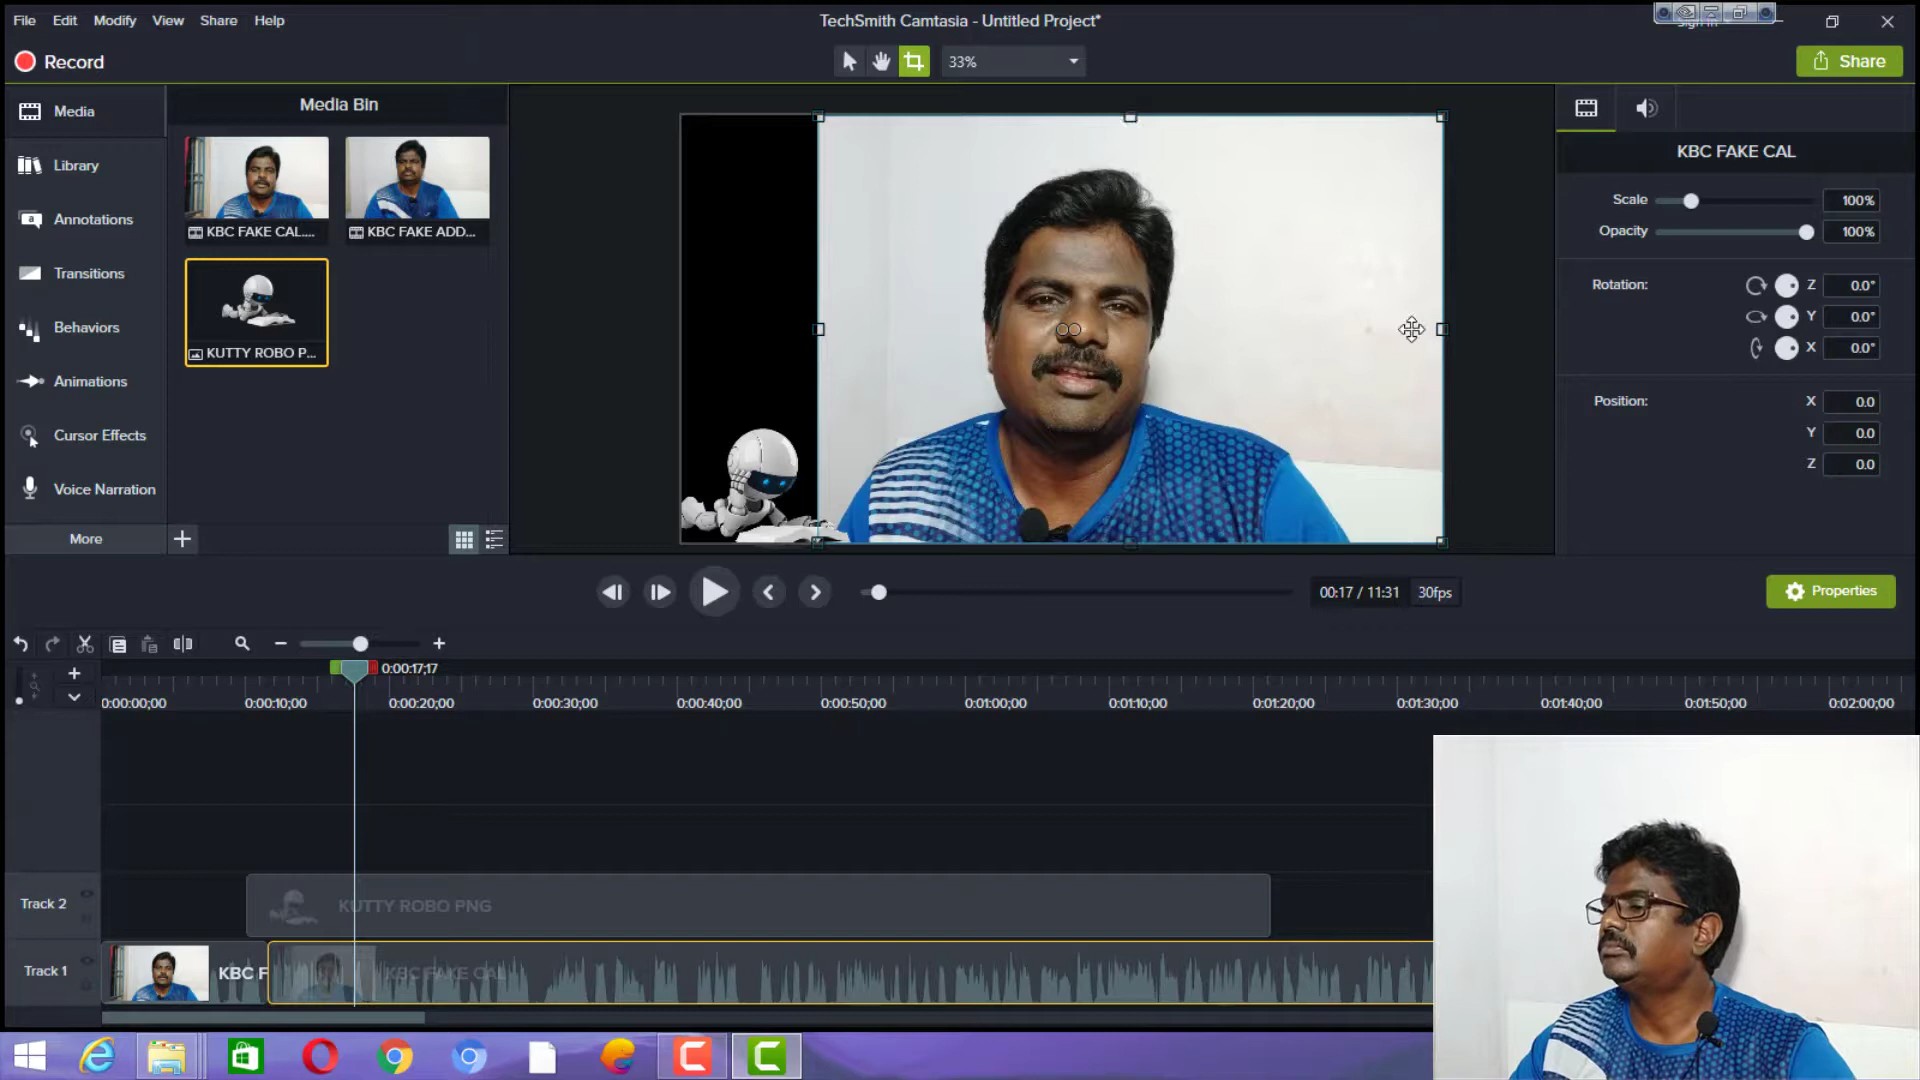 File Edit Modify View Share Help
TechSmith Camtasia - Untitled Project*
Record
33%
Share
Media
Library
Annotations
Transitions
Behaviors
Animations
Cursor Effects
Voice Narration
More
Media Bin
KBC FAKE CAL....
KBC FAKE ADD...
KUTTY ROBO P...
KBC FAKE CAL
Scale 100%
Opacity 100%
Rotation: Z 0.0°
Y 0.0°
X 0.0°
Position: X 0.0
Y 0.0
Z 0.0
00:17 / 11:31 30fps
Properties
0:00:17;17
0:00:00;00 0:00:10;00 0:00:20;00 0:00:30;00 0:00:40;00 0:00:50;00 0:01:00;00 0:01:10;00 0:01:20;00 0:01:30;00 0:01:40;00 0:01:50;00 0:02:00;00
Track 2
KUTTY ROBO PNG
Track 1
KBC F
KBC FAKE CAL